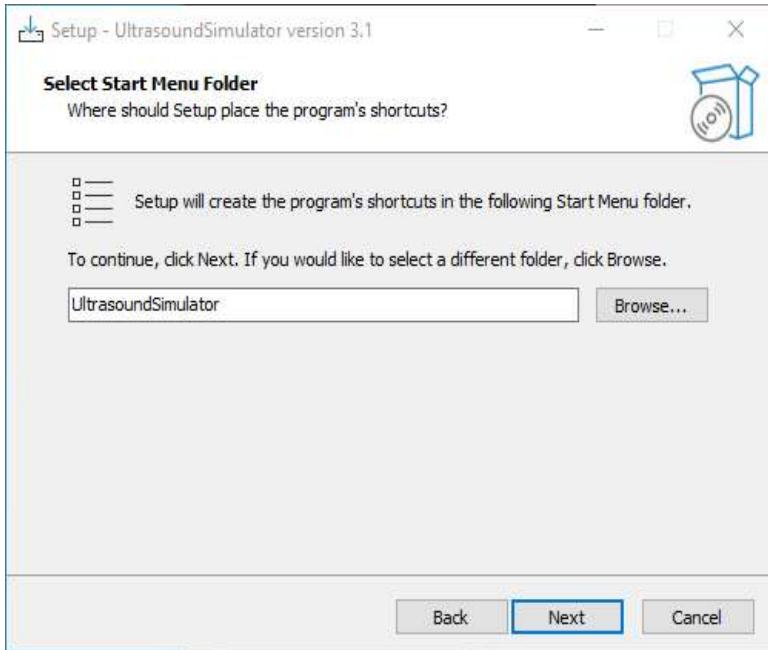 Setup - UltrasoundSimulator version 3.1
Select Start Menu Folder
Where should Setup place the program's shortcuts?
Setup will create the program's shortcuts in the following Start Menu folder.
To continue, click Next. If you would like to select a different folder, click Browse.
UltrasoundSimulator
Browse...
Back
Next
Cancel